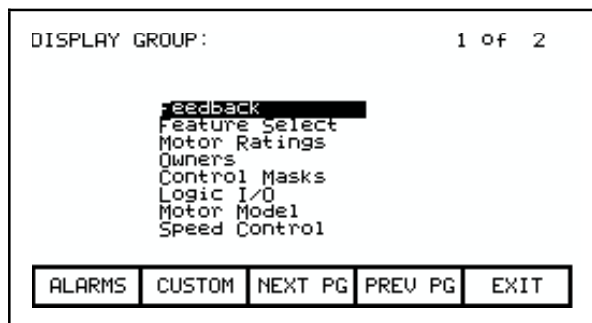 DISPLAY GROUP: 1 of 2
Feedback
Feature Select
Motor Ratings
Owners
Control Masks
Logic I/O
Motor Model
Speed Control
ALARMS CUSTOM NEXT PG PREV PG EXIT